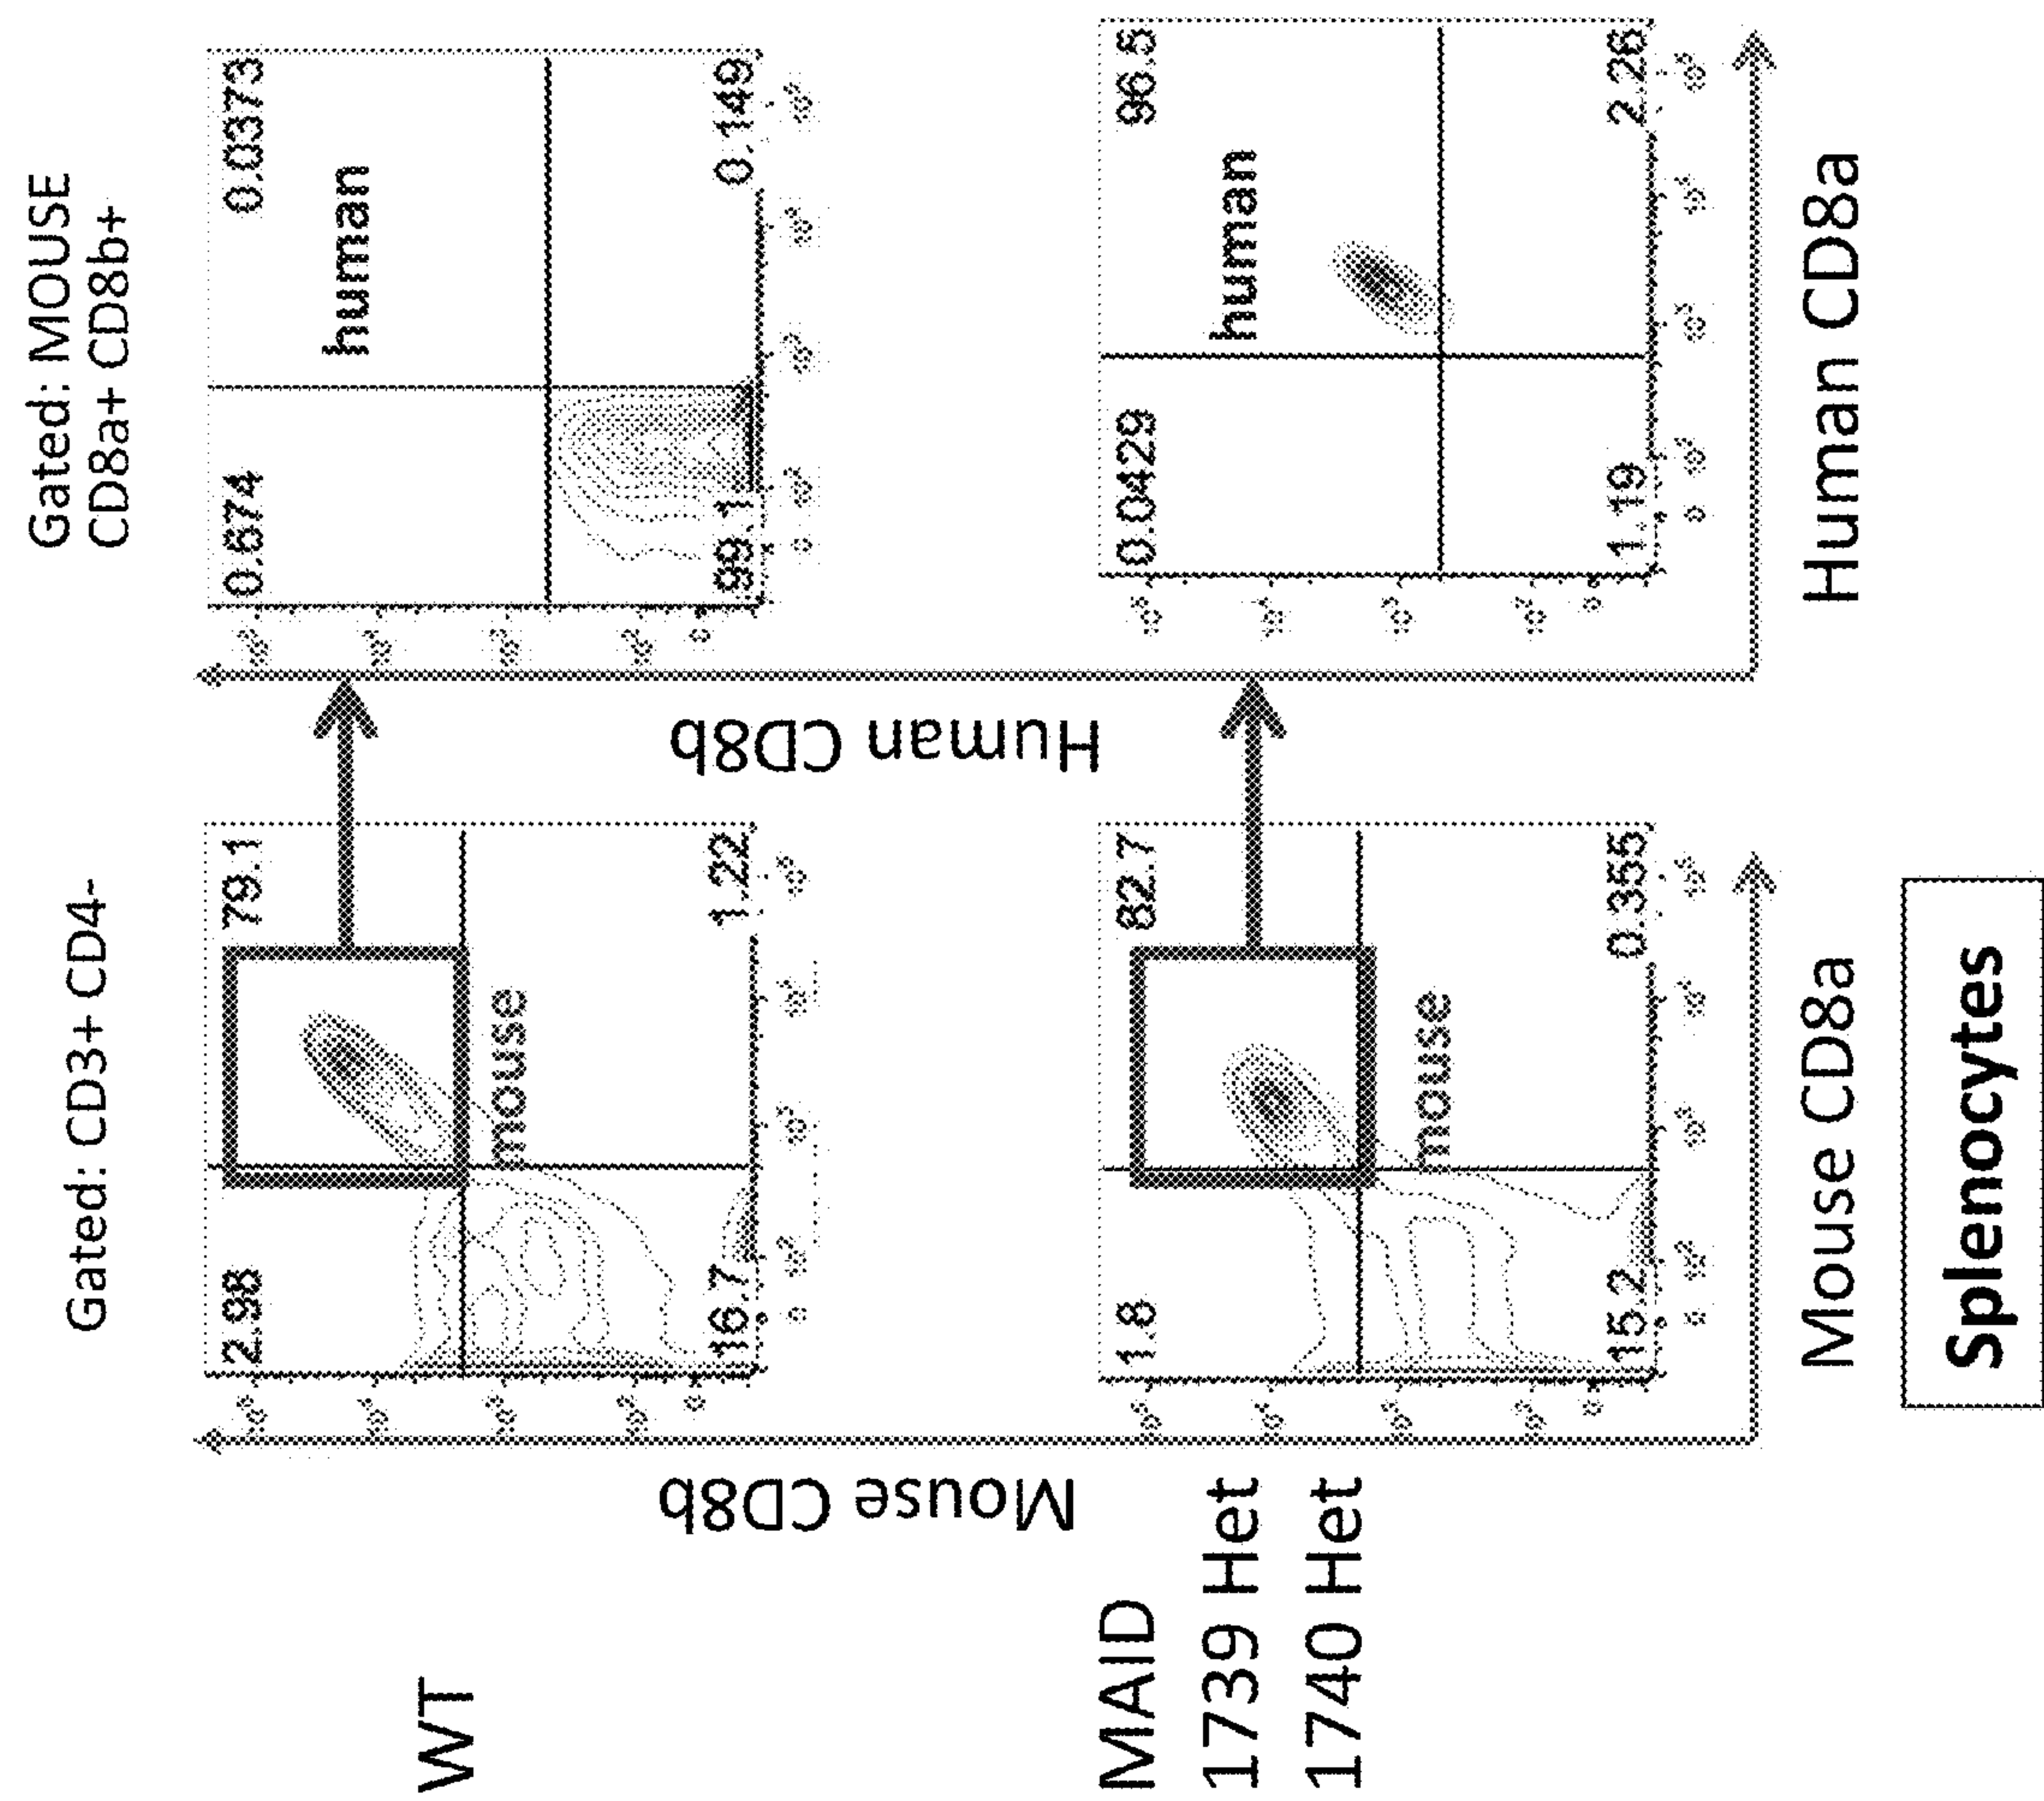 Gated: CD3+ CD4-
Gated: MOUSE
CD8a+ CD8b+
WT
Mouse CD8b
2.98
79.1
mouse
16.7
1.22
Human CD8b
0.674
0.0373
human
99.1
0.149
MAID
1739 Het
1740 Het
1.8
82.7
mouse
15.2
0.355
0.0429
96.5
human
1.19
2.26
Mouse CD8a
Human CD8a
Splenocytes